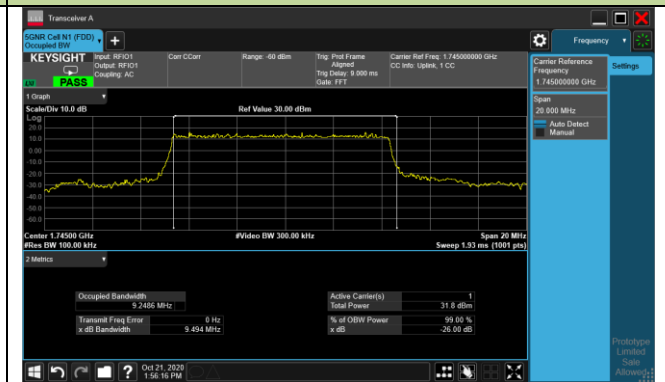 Transceiver A
5GNR Cell N1 (FDD)
Occupied BW
Frequency
KEYSIGHT
Input: RFIO1
Output: RFIO1
Coupling: AC
Corr CCorr
Range: -60 dBm
Trig: Prot Frame
Aligned
Trig Delay: 9.000 ms
Gate: FFT
Carrier Ref Freq: 1.745000000 GHz
CC Info: Uplink, 1 CC
PASS
Carrier Reference
Frequency
1.745000000 GHz
Settings
Span
20.000 MHz
Auto Detect
Manual
1 Graph
Scale/Div 10.0 dB
Ref Value 30.00 dBm
Log
20.0
10.0
0.00
-10.0
-20.0
-30.0
-40.0
-50.0
-60.0
Center 1.74500 GHz
#Video BW 300.00 kHz
Span 20 MHz
#Res BW 100.00 kHz
Sweep 1.93 ms (1001 pts)
2 Metrics
Occupied Bandwidth
9.2486 MHz
Active Carrier(s) 1
Total Power 31.8 dBm
Transmit Freq Error 0 Hz
x dB Bandwidth 9.494 MHz
% of OBW Power 99.00 %
x dB -26.00 dB
Oct 21, 2020
1:56:16 PM
Prototype
Limited
Sale
Allowed